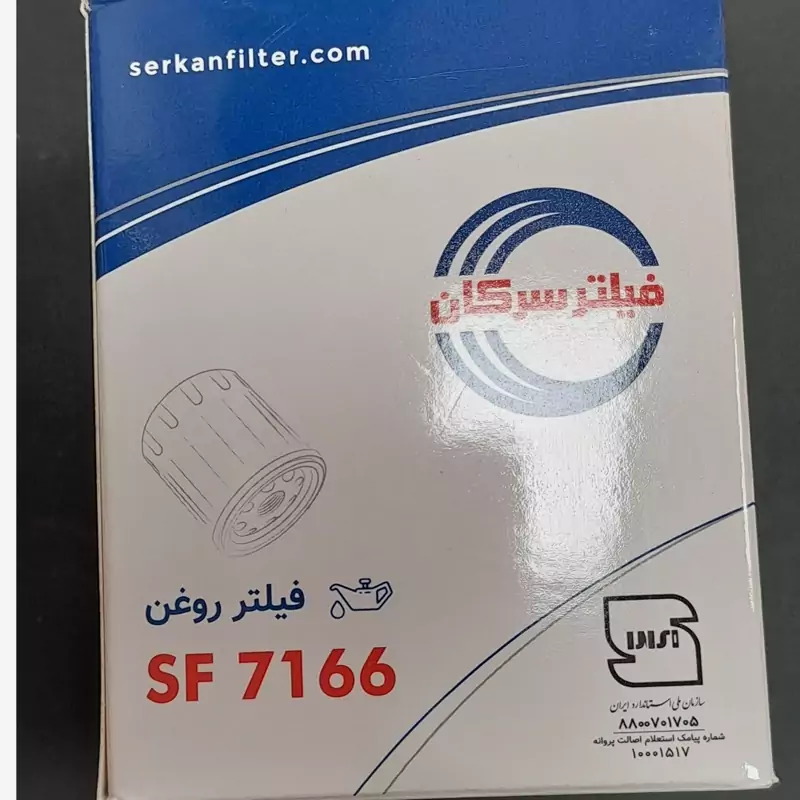 serkanfilter.com
فیلتر سرکان
فیلتر روغن
SF 7166
سازمان ملی استاندارد ایران
۸۸۰۰۷۰۱۷۰۵
شماره پیامک استعلام اصالت پروانه
۱۰۰۰۱۵۱۷